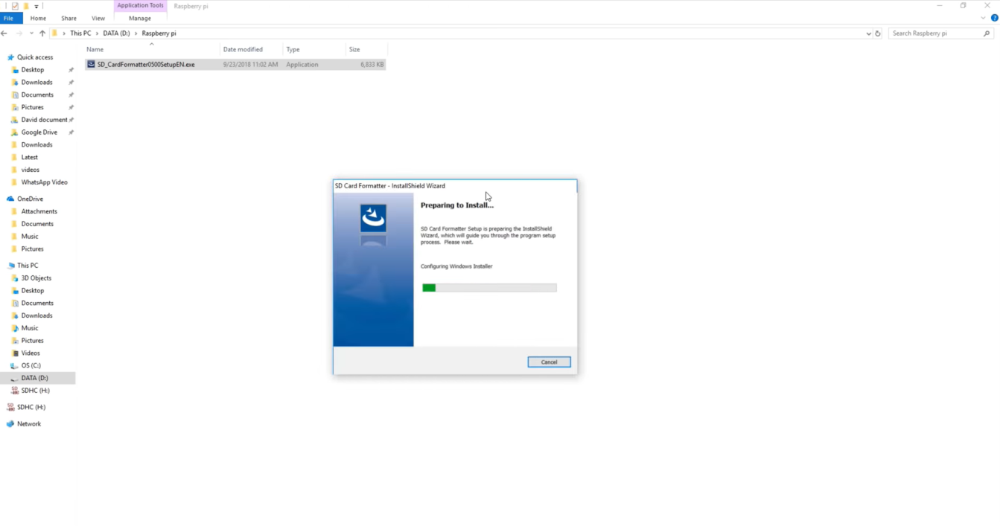 Application Tools
Raspberry pi
File
Home
Share
View
Manage
This PC
DATA (D:)
Raspberry pi
Search Raspberry pi
Name
Date modified
Type
Size
SD_CardFormatter0500SetupEN.exe
9/23/2018 11:02 AM
Application
6,833 KB
Quick access
Desktop
Downloads
Documents
Pictures
David document
Google Drive
Downloads
Latest
videos
WhatsApp Video
OneDrive
Attachments
Documents
Music
Pictures
This PC
3D Objects
Desktop
Documents
Downloads
Music
Pictures
Videos
OS (C:)
DATA (D:)
SDHC (H:)
SDHC (H:)
Network
SD Card Formatter - InstallShield Wizard
Preparing to Install...
SD Card Formatter Setup is preparing the InstallShield
Wizard, which will guide you through the program setup
process. Please wait.
Configuring Windows Installer
Cancel